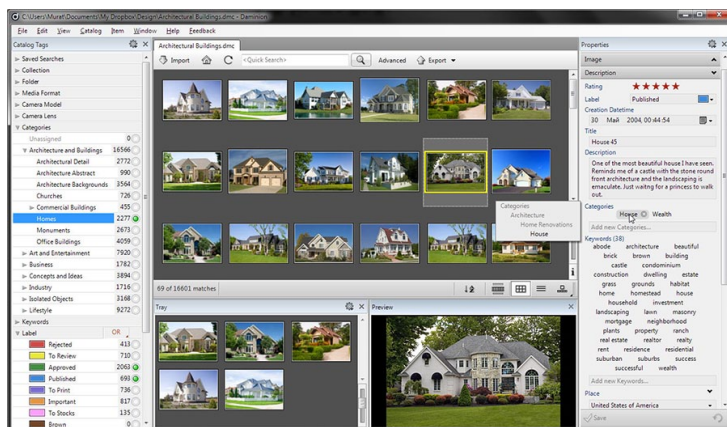 C:\Users\Murat\Documents\My Dropbox\Design\Architectural Buildings.dmc - Daminion
File Edit View Catalog Item Window Help Feedback
Catalog Tags
Saved Searches
Collection
Folder
Media Format
Camera Model
Camera Lens
Categories
Unassigned 0
Architecture and Buildings 16566
Architectural Detail 2772
Architecture Abstract 990
Architecture Backgrounds 3564
Churches 726
Commercial Buildings 455
Homes 2277
Monuments 2673
Office Buildings 4059
Art and Entertainment 7920
Business 1782
Concepts and Ideas 3894
Industry 1716
Isolated Objects 3168
Lifestyle 9272
Keywords
Label OR
Rejected 413
To Review 710
Approved 2063
Published 693
To Print 736
Important 817
To Stocks 135
Brown 0
Architectural Buildings.dmc
Import <Quick Search> Advanced Export
Categories
Architecture
Home Renovations
House
69 of 16601 matches
Tray
Preview
Properties
Image
Description
Rating
Label Published
Creation Datetime
30 Май 2004, 00:44:54
Title
House 45
Description
One of the most beautiful house I have seen.
Reminds me of a castle with the stone round
front architecture and the landscaping is
emaculate. Just waitng for a princess to walk
out.
Categories
House Wealth
Add new Categories...
Keywords (38)
abode architecture beautiful
brick brown building
castle condominium
construction dwelling estate
grass grounds habitat
home homestead house
household investment
landscaping lawn masonry
mortgage neighborhood
plants property ranch
real estate realtor realty
rent residence residential
suburban suburbs success
successful wealth
Add new Keywords...
Place
United States of America
Save